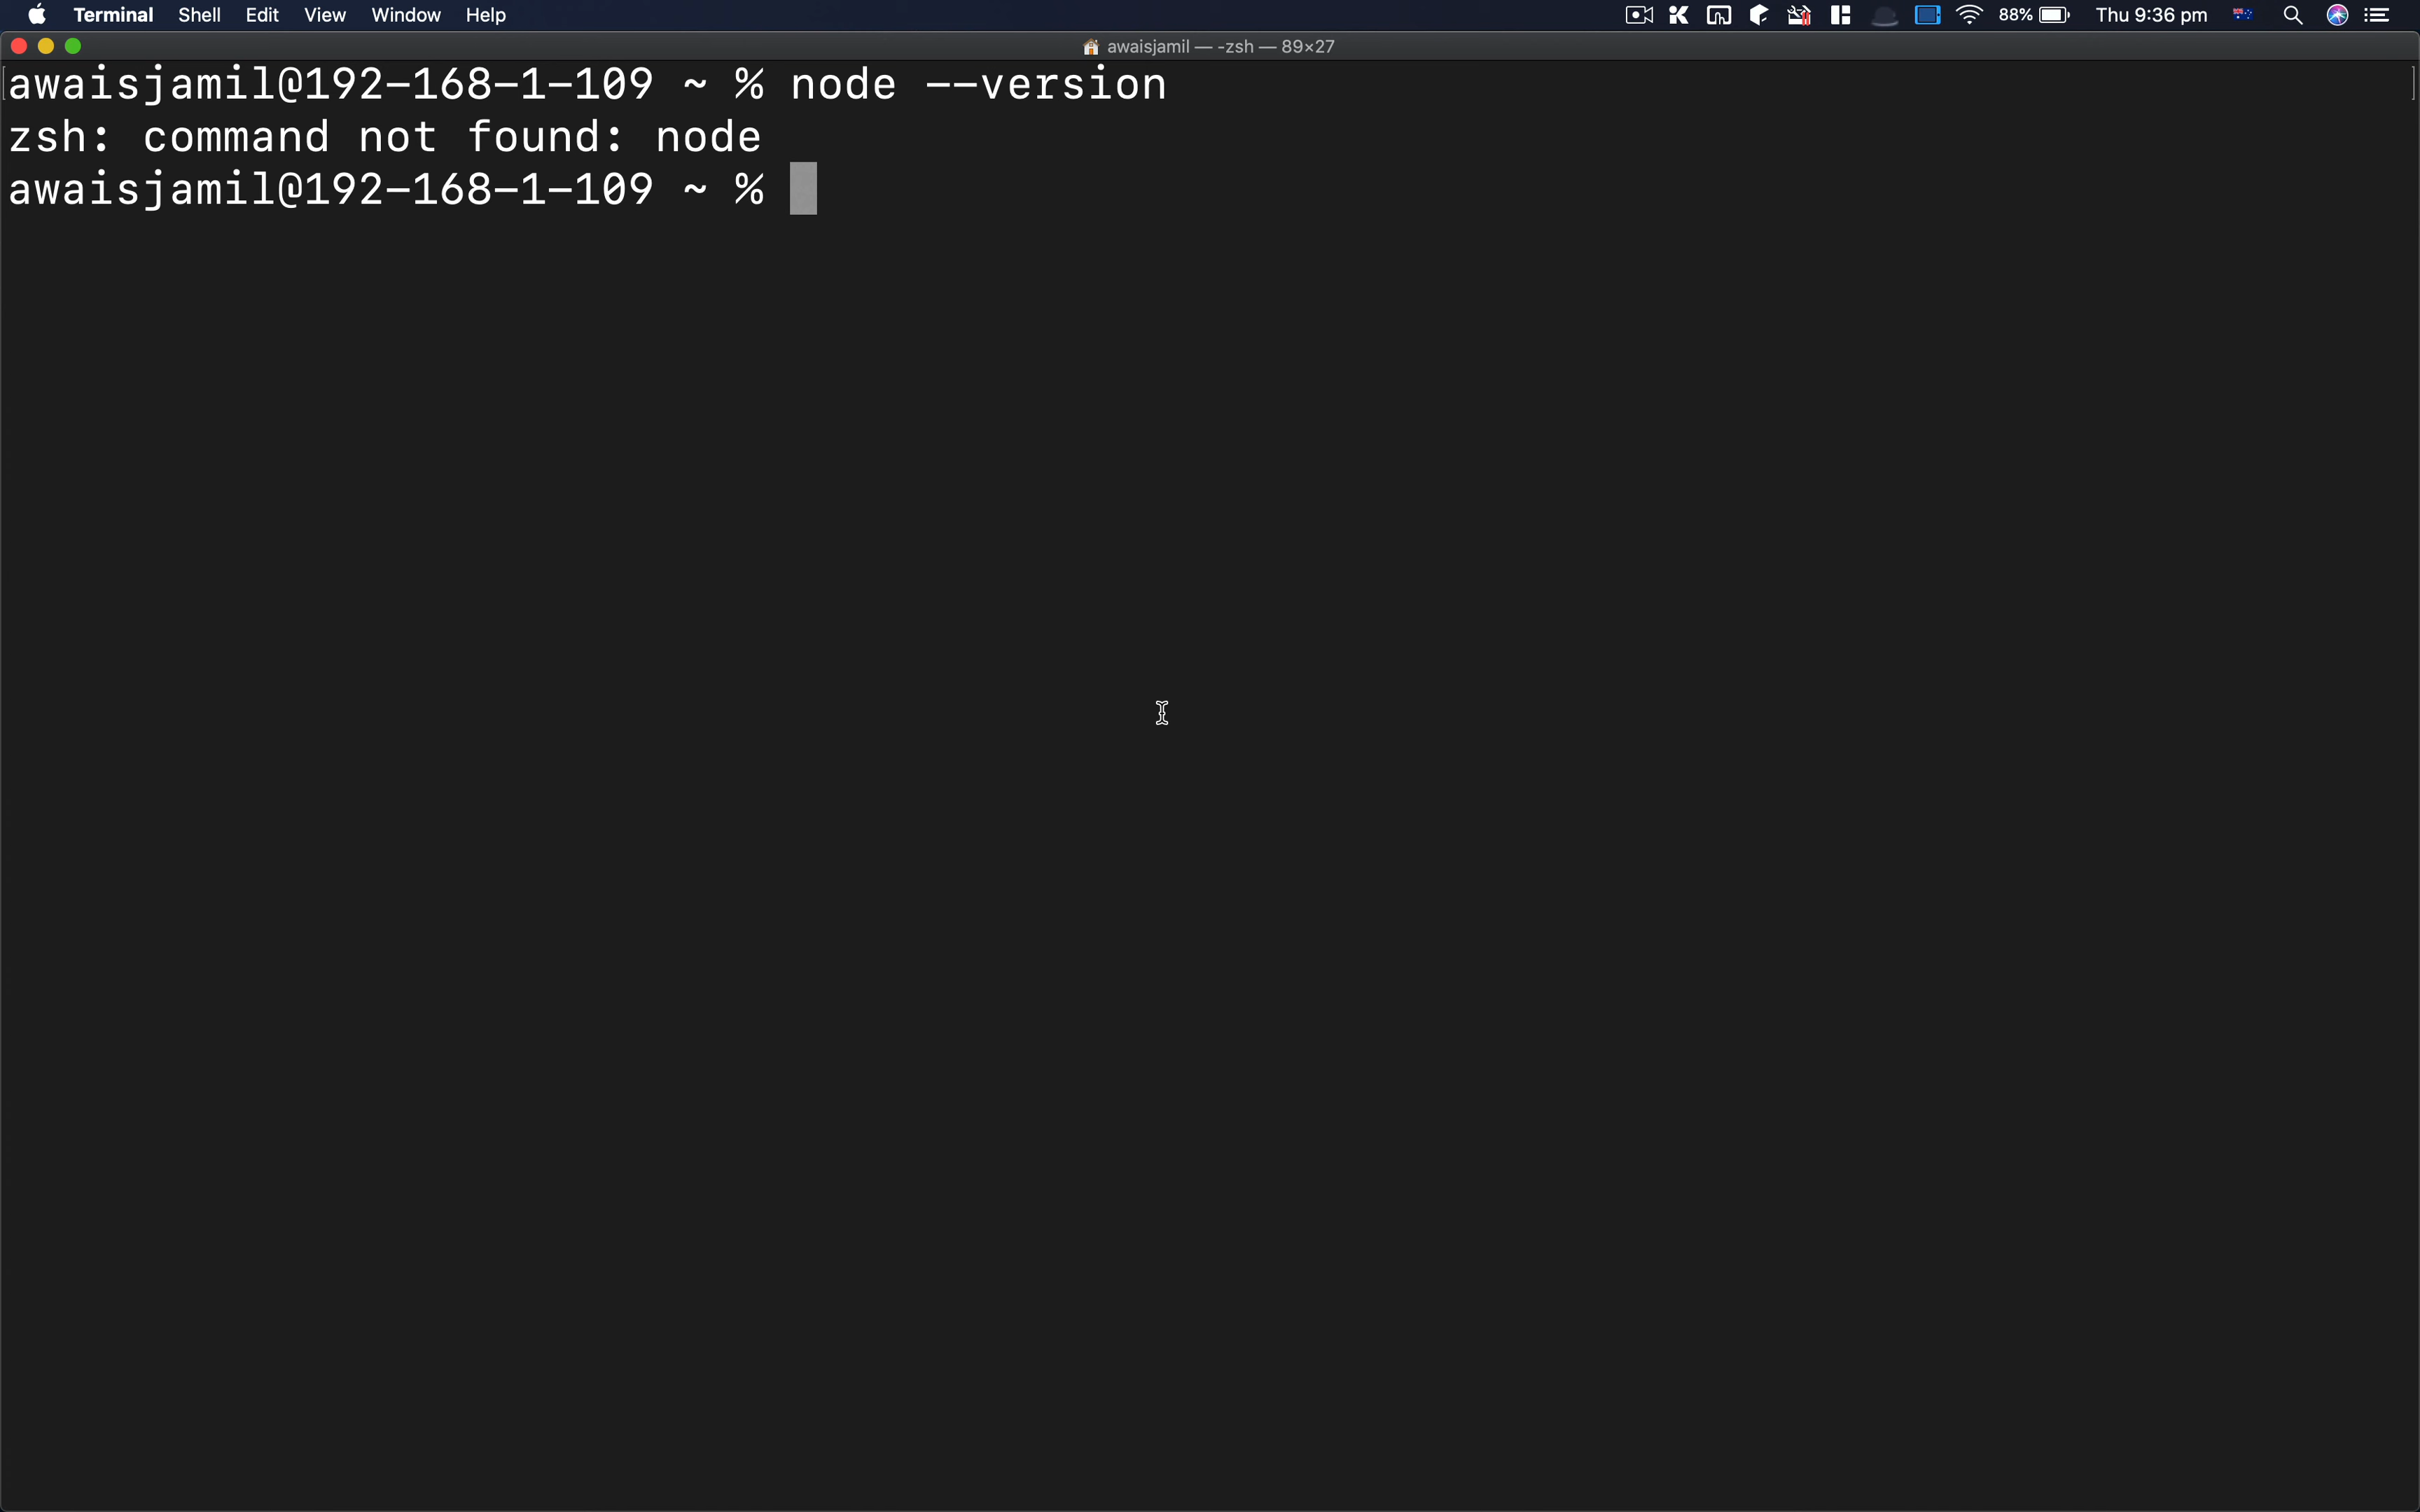 Terminal Shell Edit View Window Help 88% Thu 9:36 pm
awaisjamil — -zsh — 89×27
awaisjamil@192-168-1-109 ~ % node --version
zsh: command not found: node
awaisjamil@192-168-1-109 ~ %